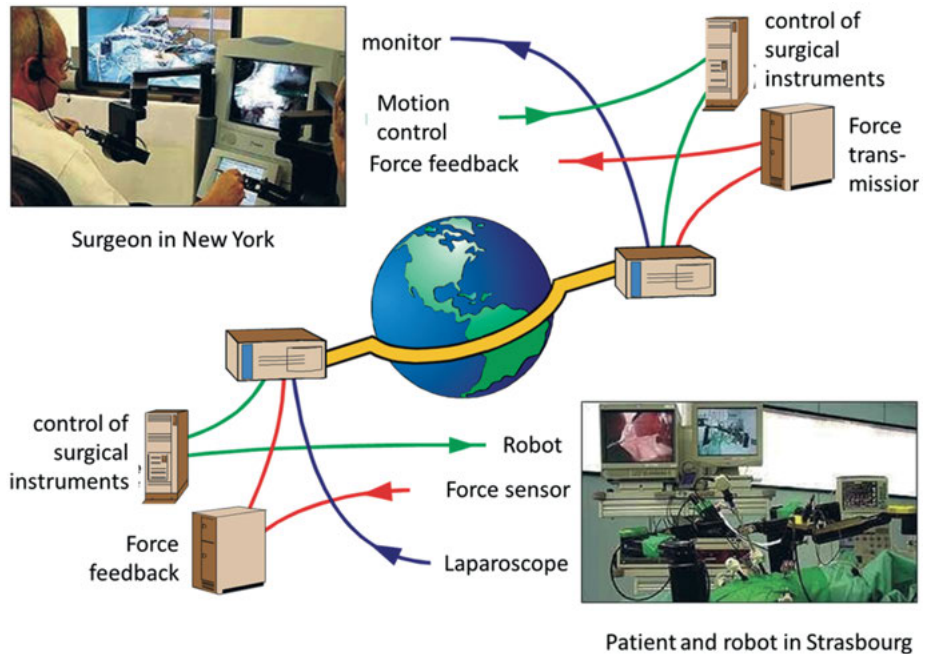 monitor
control of
surgical
instruments
Motion
control
Force feedback
Force
trans-
missior
Surgeon in New York
control of
surgical
instruments
Robot
Force sensor
Force
feedback
Laparoscope
Patient and robot in Strasbourg